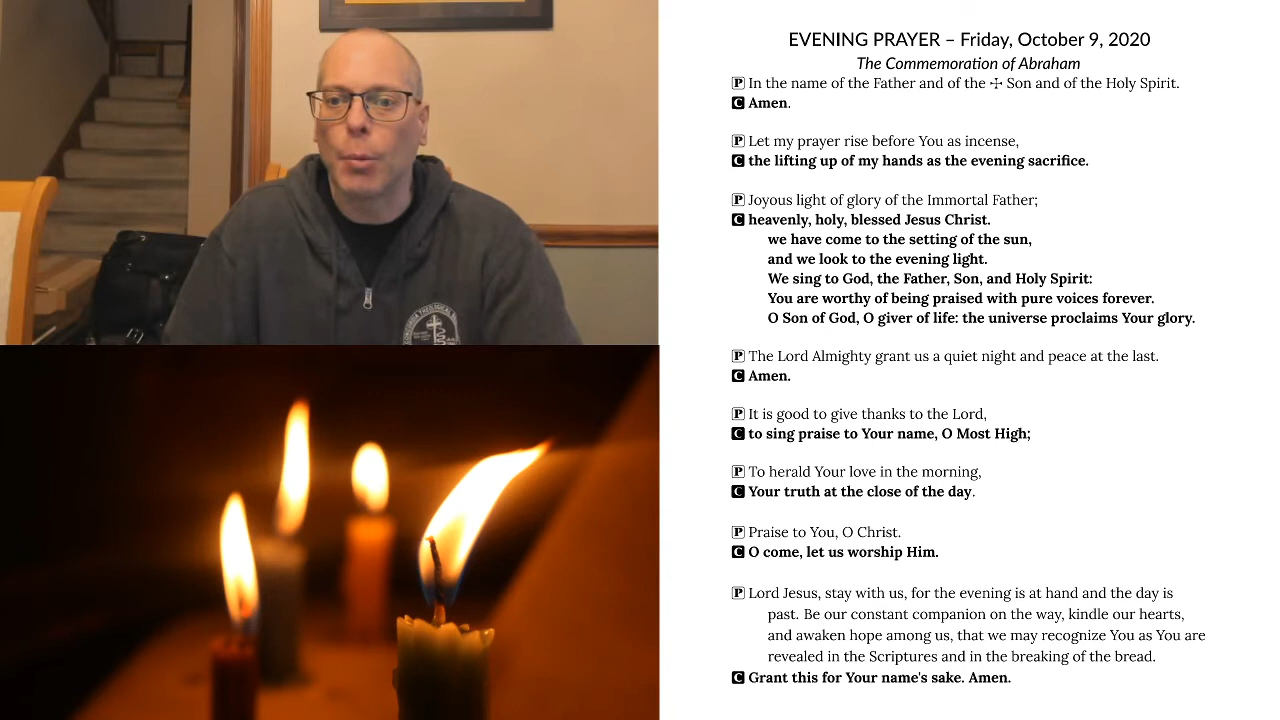 EVENING PRAYER – Friday, October 9, 2020
The Commemoration of Abraham
P In the name of the Father and of the ☩ Son and of the Holy Spirit.
C Amen.
P Let my prayer rise before You as incense,
C the lifting up of my hands as the evening sacrifice.
P Joyous light of glory of the Immortal Father;
C heavenly, holy, blessed Jesus Christ.
we have come to the setting of the sun,
and we look to the evening light.
We sing to God, the Father, Son, and Holy Spirit:
You are worthy of being praised with pure voices forever.
O Son of God, O giver of life: the universe proclaims Your glory.
P The Lord Almighty grant us a quiet night and peace at the last.
C Amen.
P It is good to give thanks to the Lord,
C to sing praise to Your name, O Most High;
P To herald Your love in the morning,
C Your truth at the close of the day.
P Praise to You, O Christ.
C O come, let us worship Him.
P Lord Jesus, stay with us, for the evening is at hand and the day is
past. Be our constant companion on the way, kindle our hearts,
and awaken hope among us, that we may recognize You as You are
revealed in the Scriptures and in the breaking of the bread.
C Grant this for Your name's sake. Amen.